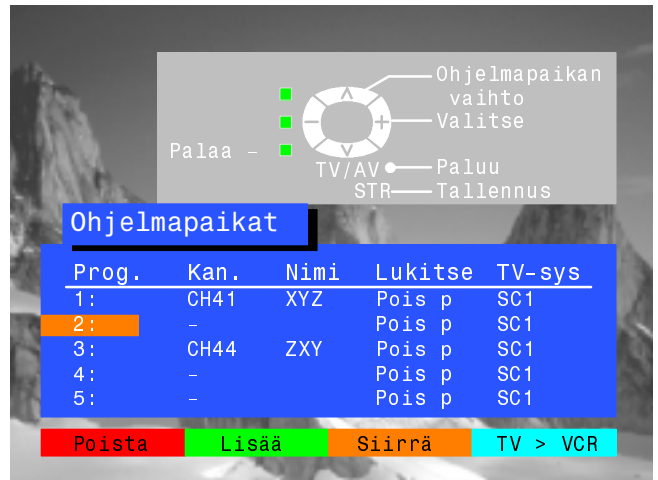 Ohjelmapaikan
vaihto
Valitse
Palaa –
TV/AV Paluu
STR Tallennus
Ohjelmapaikat
Prog. Kan. Nimi Lukitse TV-sys
1: CH41 XYZ Pois p SC1
2: – Pois p SC1
3: CH44 ZXY Pois p SC1
4: – Pois p SC1
5: – Pois p SC1
Poista Lisää Siirrä TV > VCR